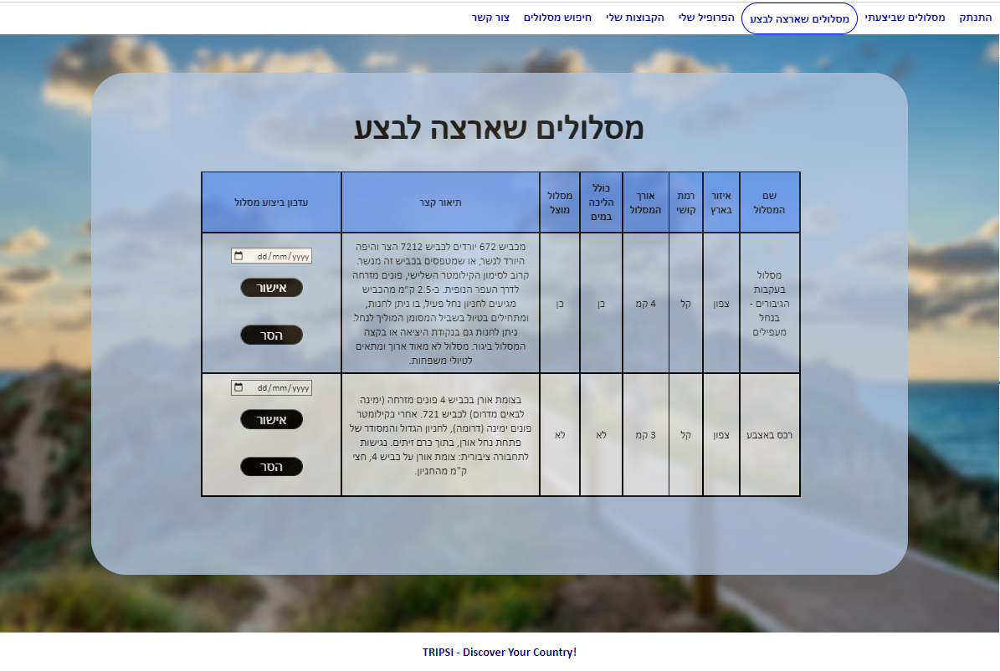 התנתק
מסלולים שביצעתי
מסלולים שארצה לבצע
הפרופיל שלי
הקבוצות שלי
חיפוש מסלולים
צור קשר
מסלולים שארצה לבצע
שם
המסלול
איזור
בארץ
רמת
קושי
אורך
המסלול
כולל
הליכה
במים
מסלול
מוצל
תיאור קצר
עדכון ביצוע מסלול
מסלול
בעקבות
הגיבורים -
בנחל
מעפילים
צפון
קל
4 קמ
כן
כן
מכביש 672 יורדים לכביש 7212 הצר והיפה
היורד לנשר, או שמטפסים בכביש זה מנשר.
קרוב לסימון הקילומטר השלישי, פונים מזרחה
לדרך העפר הנופית. כ-2.5 ק"מ מהכביש
מגיעים לחניון נחל פעיל, בו ניתן לחנות,
ומתחילים בטיול בשביל המסומן המוליך לנחל.
ניתן לחנות גם בנקודת היציאה או בקצה
המסלול ביגור. מסלול לא מאוד ארוך ומתאים
לטיולי משפחות.
dd/mm/yyyy
אישור
הסר
רכס באצבע
צפון
קל
3 קמ
לא
לא
בצומת אורן בכביש 4 פונים מזרחה (ימינה
לבאים מדרום) לכביש 721. אחרי כקילומטר
פונים ימינה (דרומה), לחניון הגדול והמסודר של
פתחת נחל אורן, בתוך כרם זיתים. נגישות
לתחבורה ציבורית: צומת אורן על כביש 4, חצי
ק"מ מהחניון.
dd/mm/yyyy
אישור
הסר
TRIPSI - Discover Your Country!